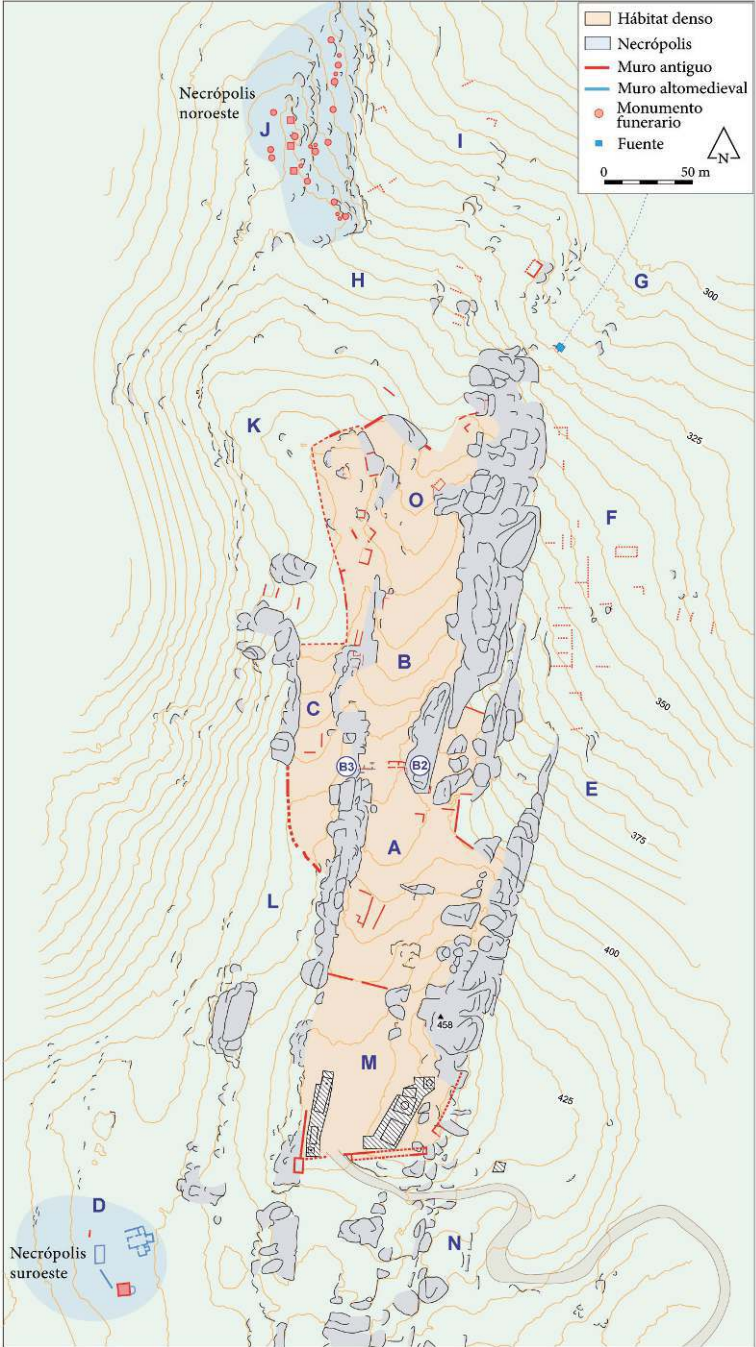 Hábitat denso
Necrópolis
Muro antiguo
Muro altomedieval
Monumento
funerario
Fuente
N
0 50 m
Necrópolis
noroeste
J
I
H
G
300
K
325
O
F
B
350
C
B3
B2
E
A
375
L
400
458
M
425
D
Necrópolis
suroeste
N